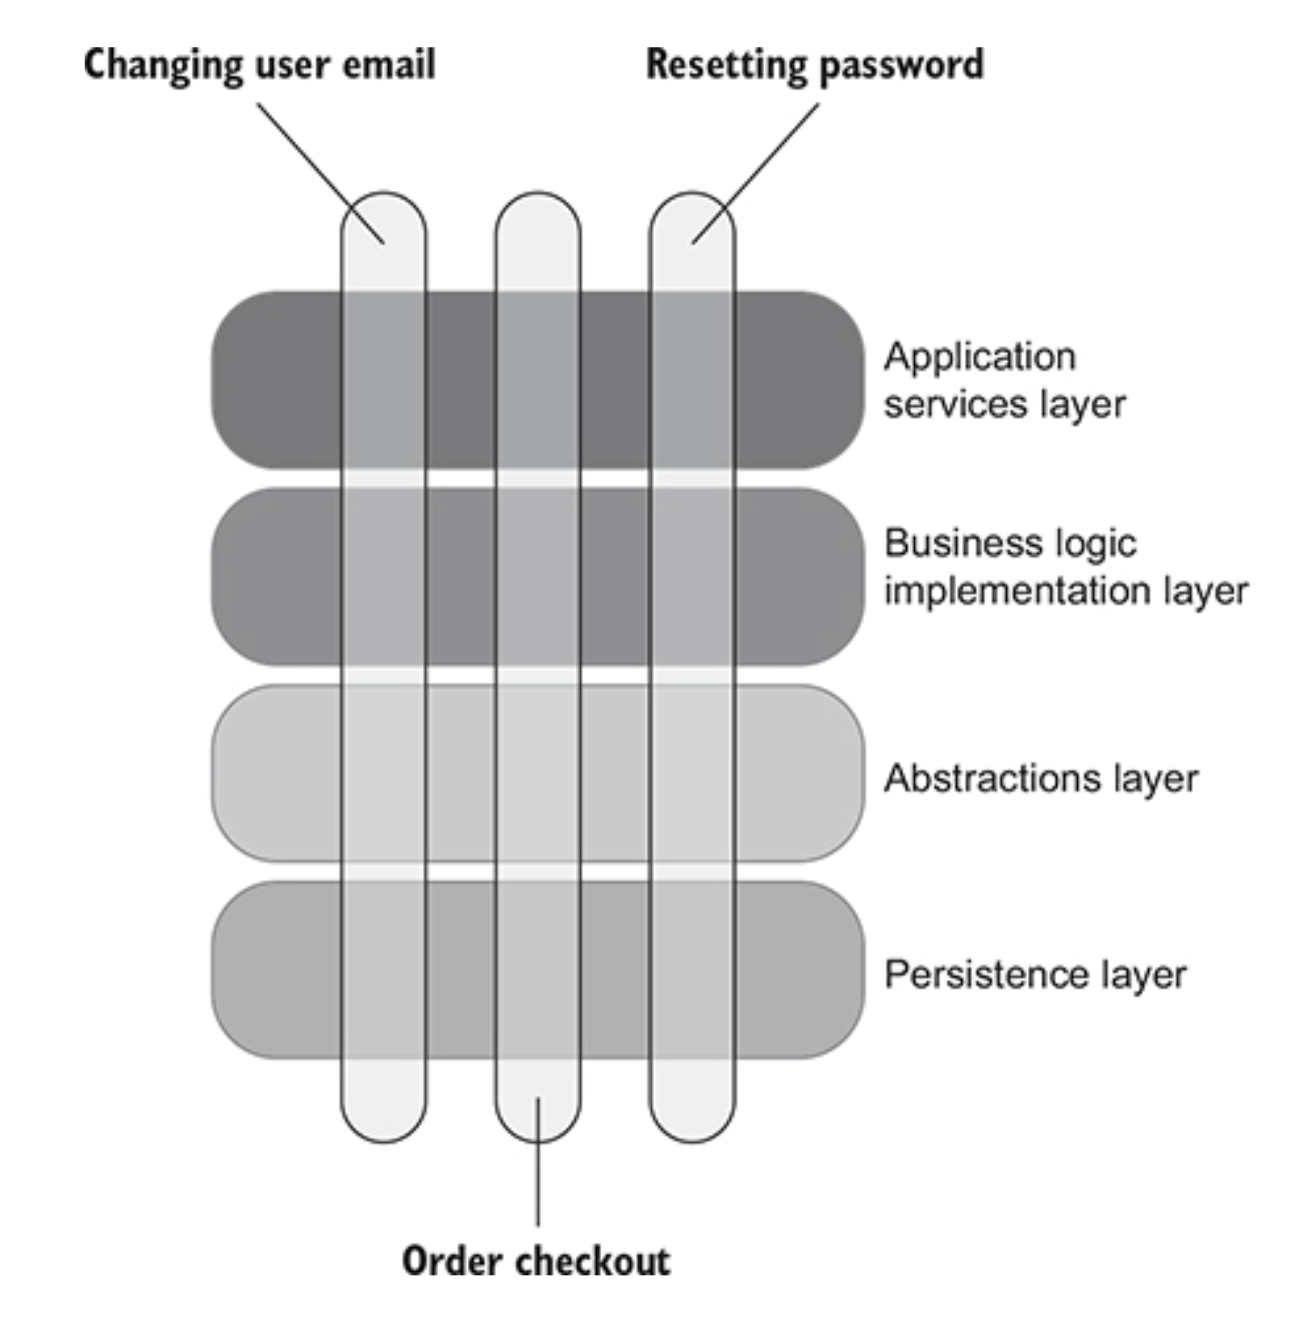 Changing user email
Resetting password
Application
services layer
Business logic
implementation layer
Abstractions layer
Persistence layer
Order checkout